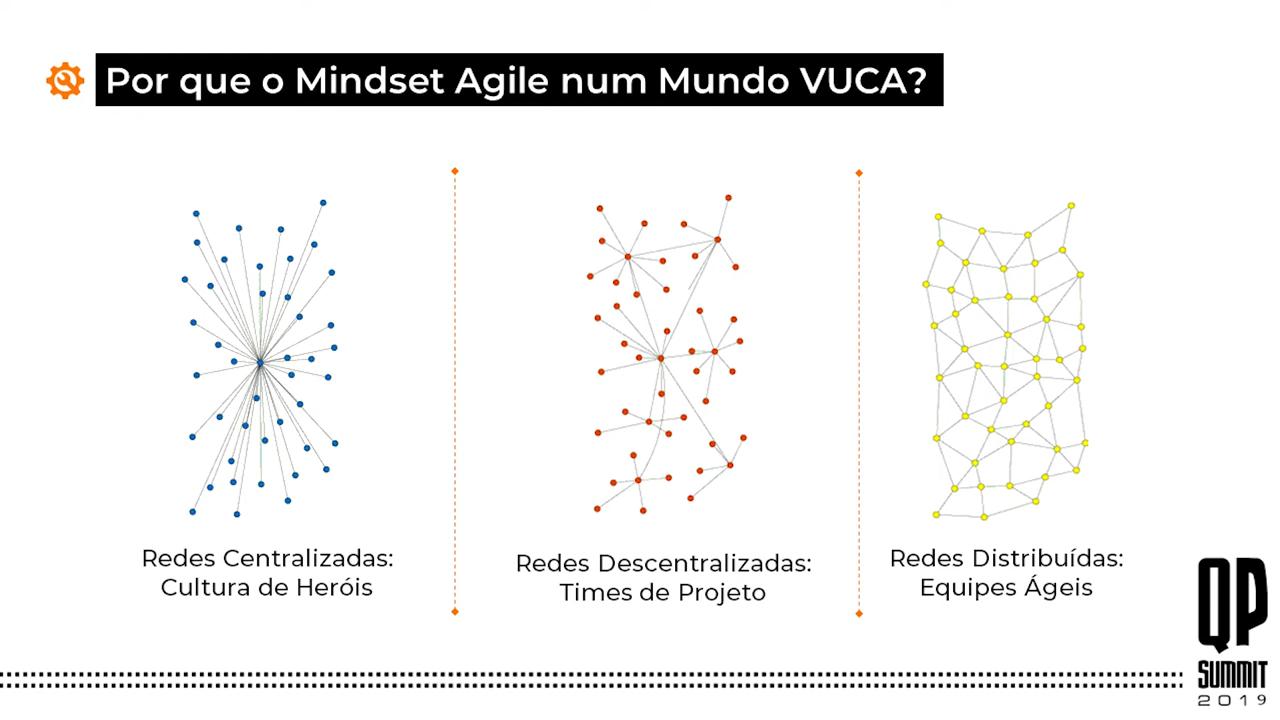 Por que o Mindset Agile num Mundo VUCA?
Redes Centralizadas:
Cultura de Heróis
Redes Descentralizadas:
Times de Projeto
Redes Distribuídas:
Equipes Ágeis
QP
SUMMIT
2019